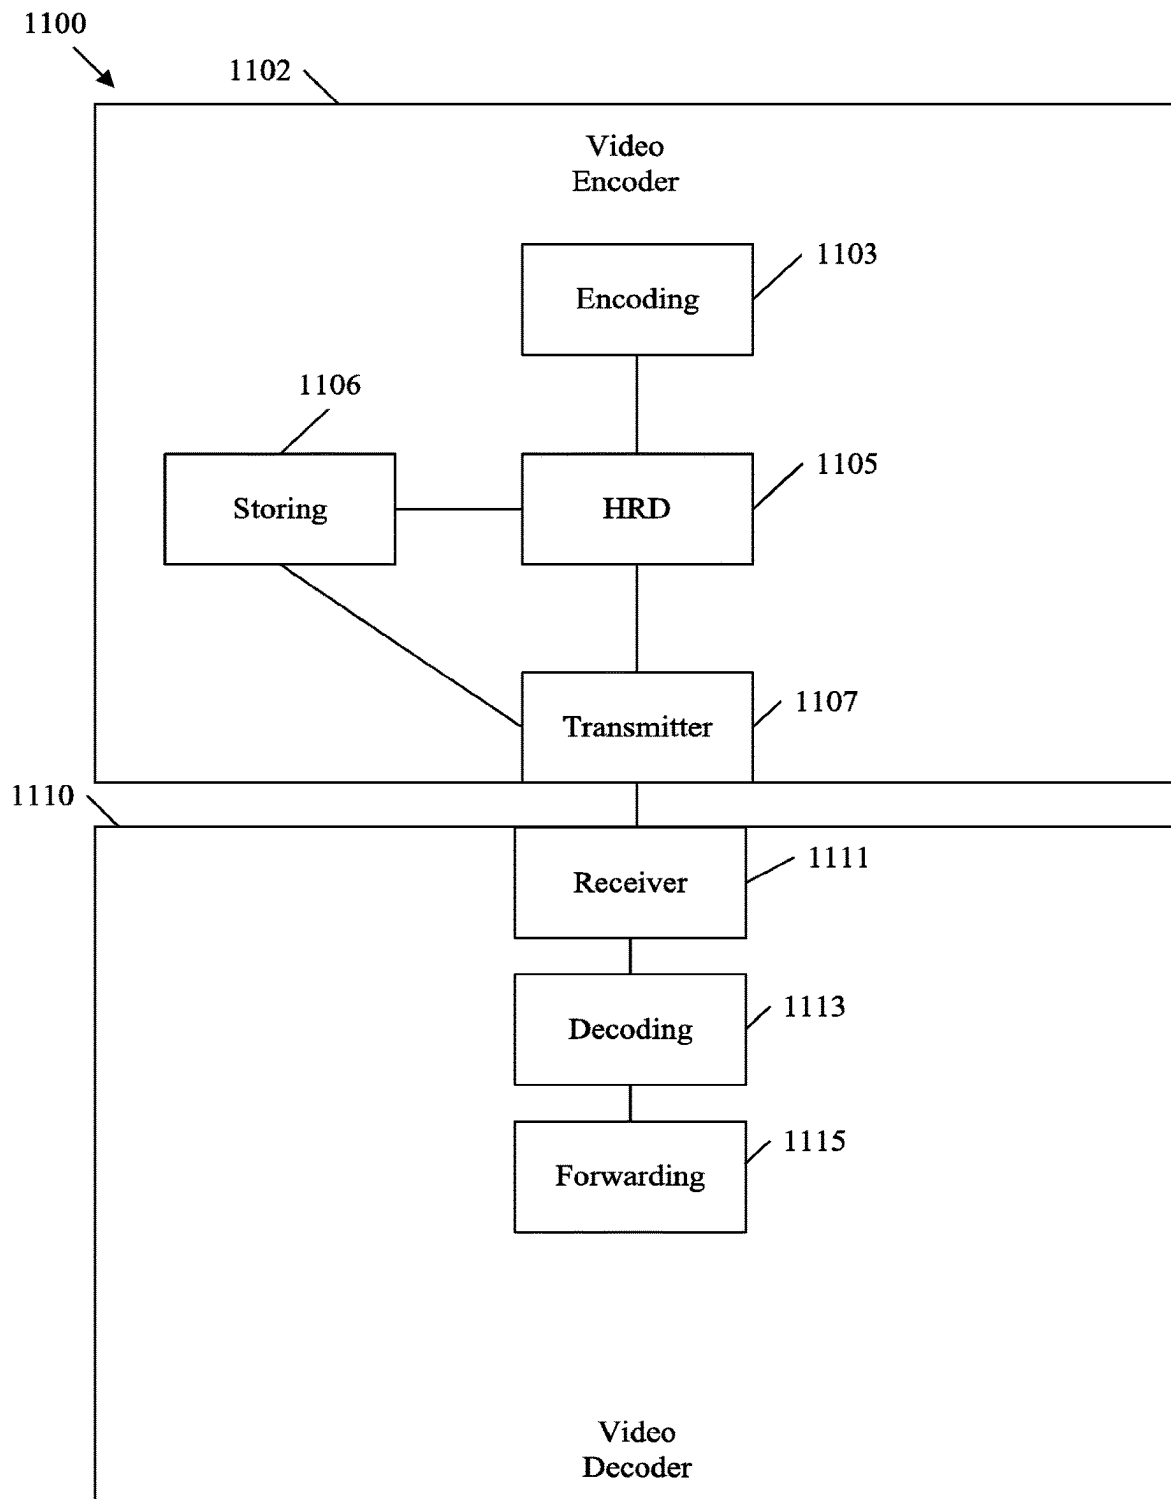 1100
1102
Video
Encoder
1103
Encoding
1106
1105
Storing
HRD
1107
Transmitter
1110
1111
Receiver
1113
Decoding
1115
Forwarding
Video
Decoder